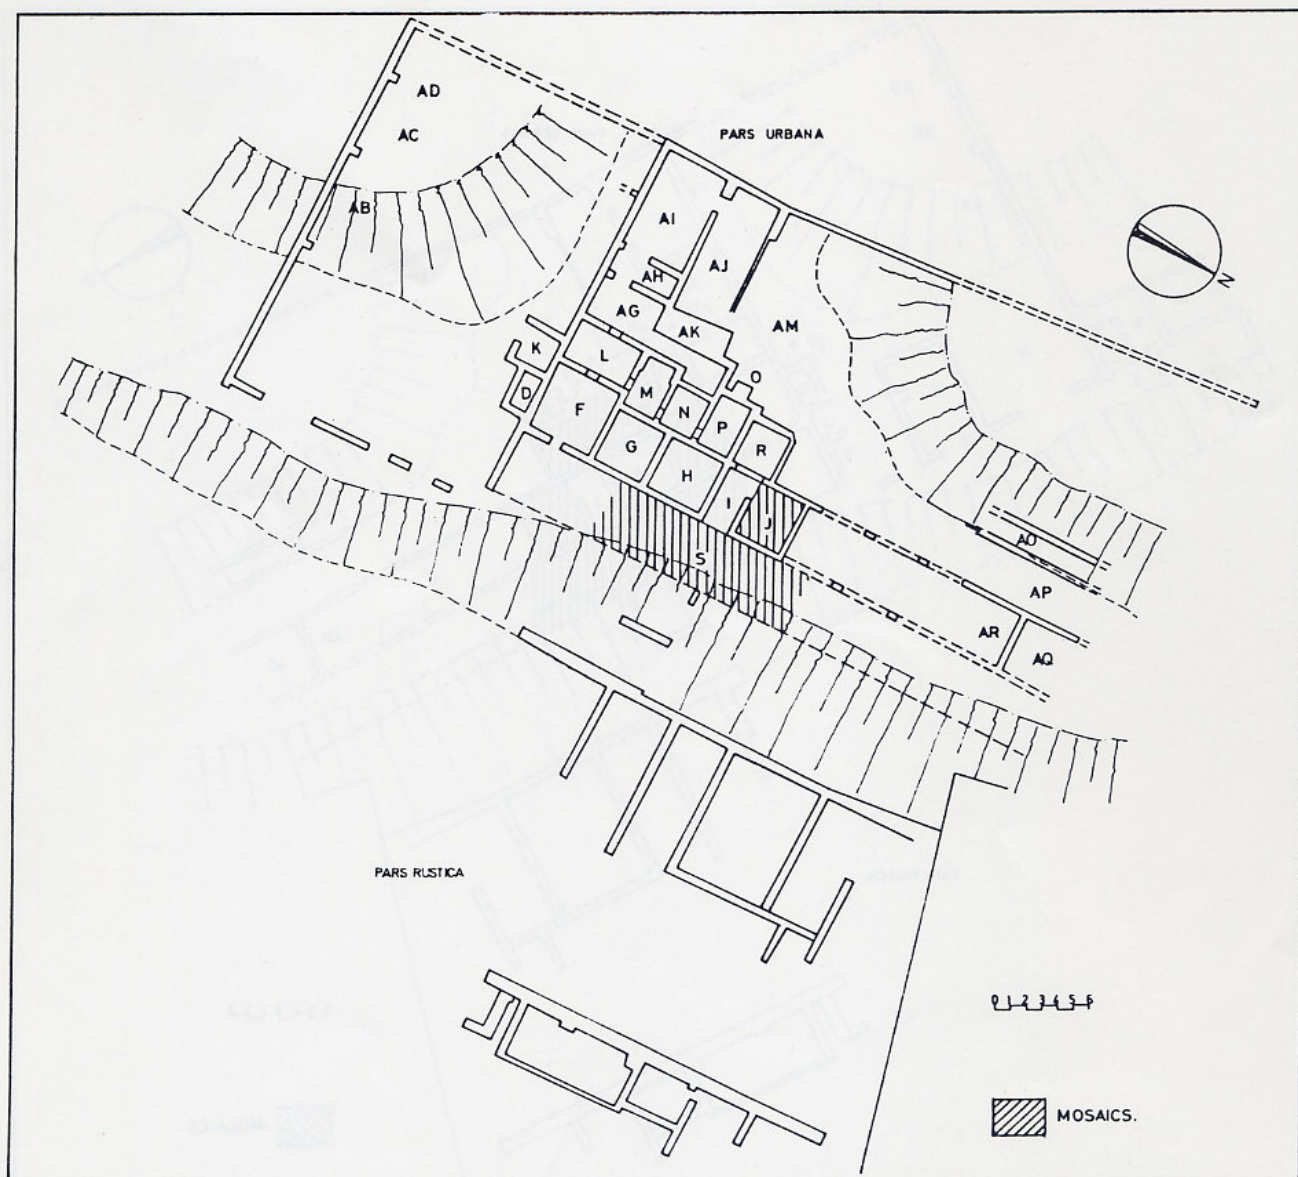 AD
PARS URBANA
AC
AB
AI
AJ
AH
N
AG
AK
AM
K
L
O
D
M
F
N
P
G
R
H
I
J
AO
S
AP
AR
AQ
PARS RUSTICA
0 1 2 3 4 5 6
MOSAICS.